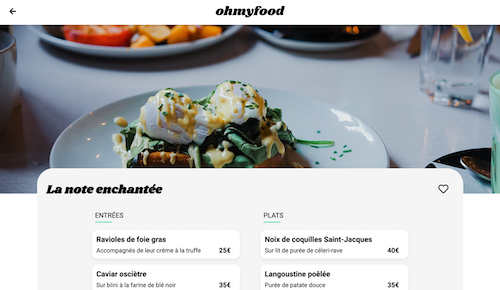 ohmyfood
La note enchantée
ENTRÉES
Ravioles de foie gras
Accompagnés de leur crème à la truffe 25€
Caviar osciètre
Sur blini à la farine de blé noir 35€
PLATS
Noix de coquilles Saint-Jacques
Sur lit de purée de céleri-rave 40€
Langoustine poêlée
Purée de patate douce 35€